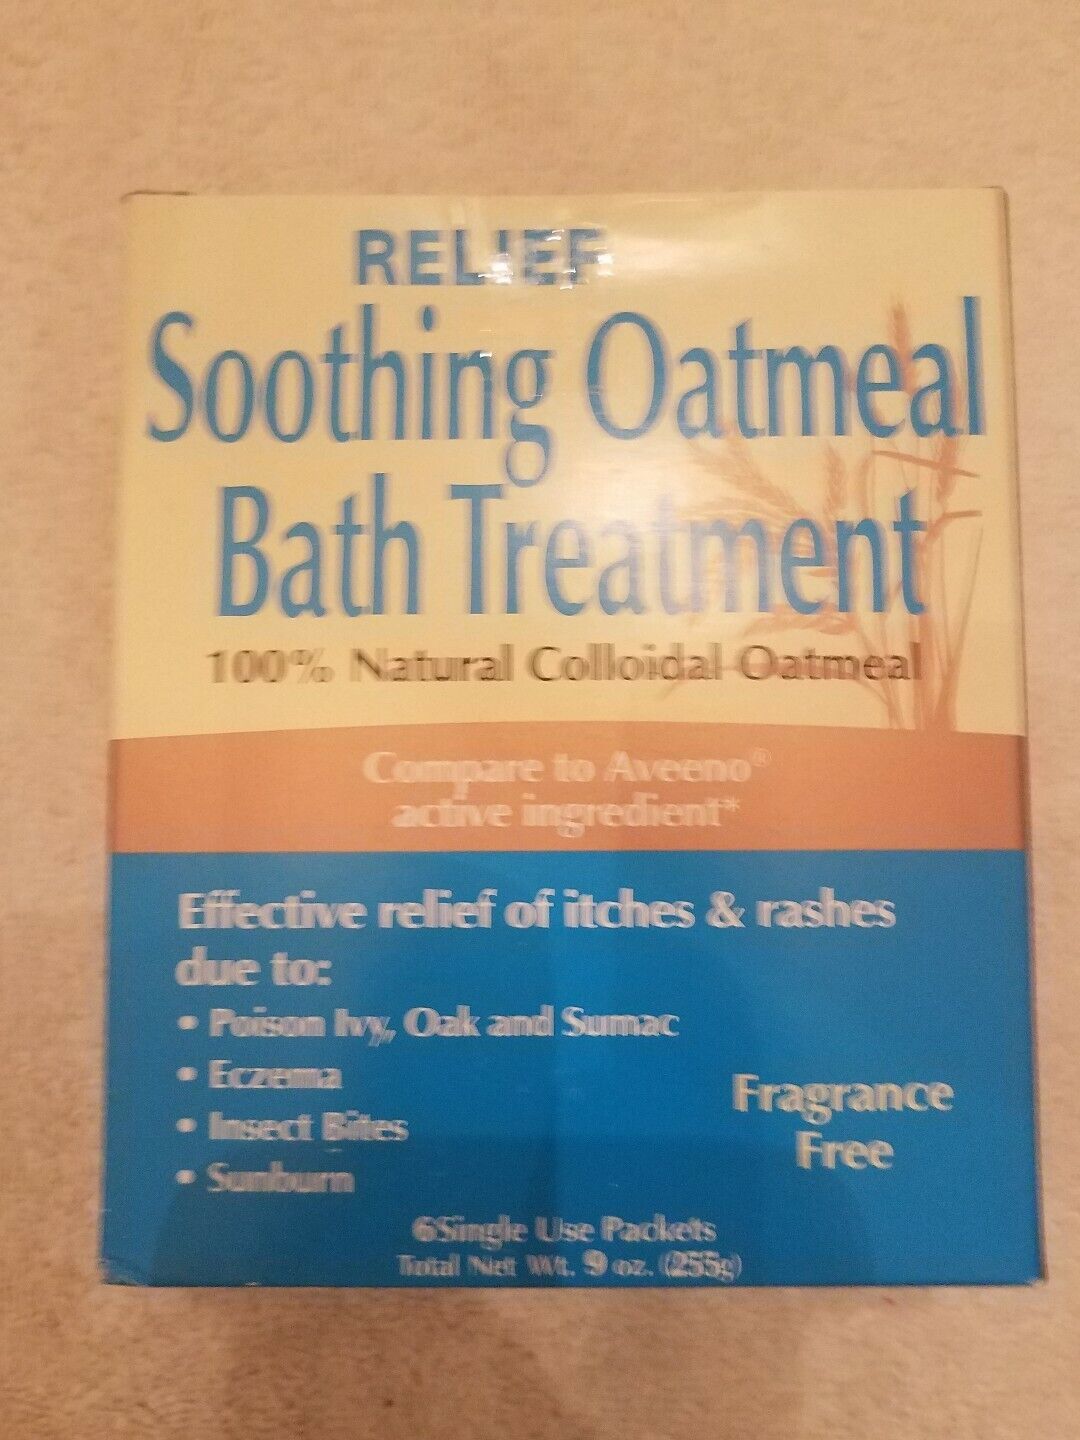 RELIEF
Soothing Oatmeal
Bath Treatment
100% Natural Colloidal Oatmeal
Compare to Aveeno®
active ingredient*
Effective relief of itches & rashes
due to:
• Poison Ivy, Oak and Sumac
• Eczema
• Insect Bites
• Sunburn
Fragrance
Free
6 Single Use Packets
Total Net Wt. 9 oz. (255g)